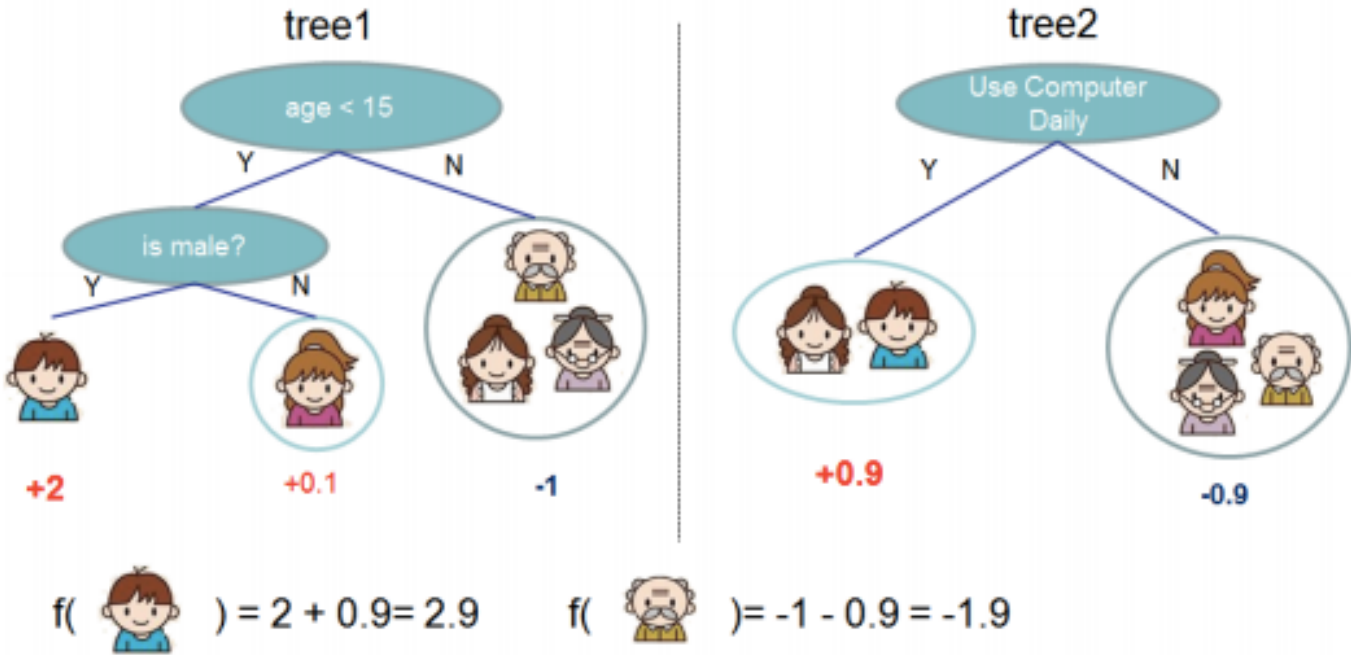 tree1
age < 15
Y
N
is male?
Y
N
+2
+0.1
-1
tree2
Use Computer
Daily
Y
N
+0.9
-0.9
f( ) = 2 + 0.9= 2.9
f( )= -1 - 0.9 = -1.9